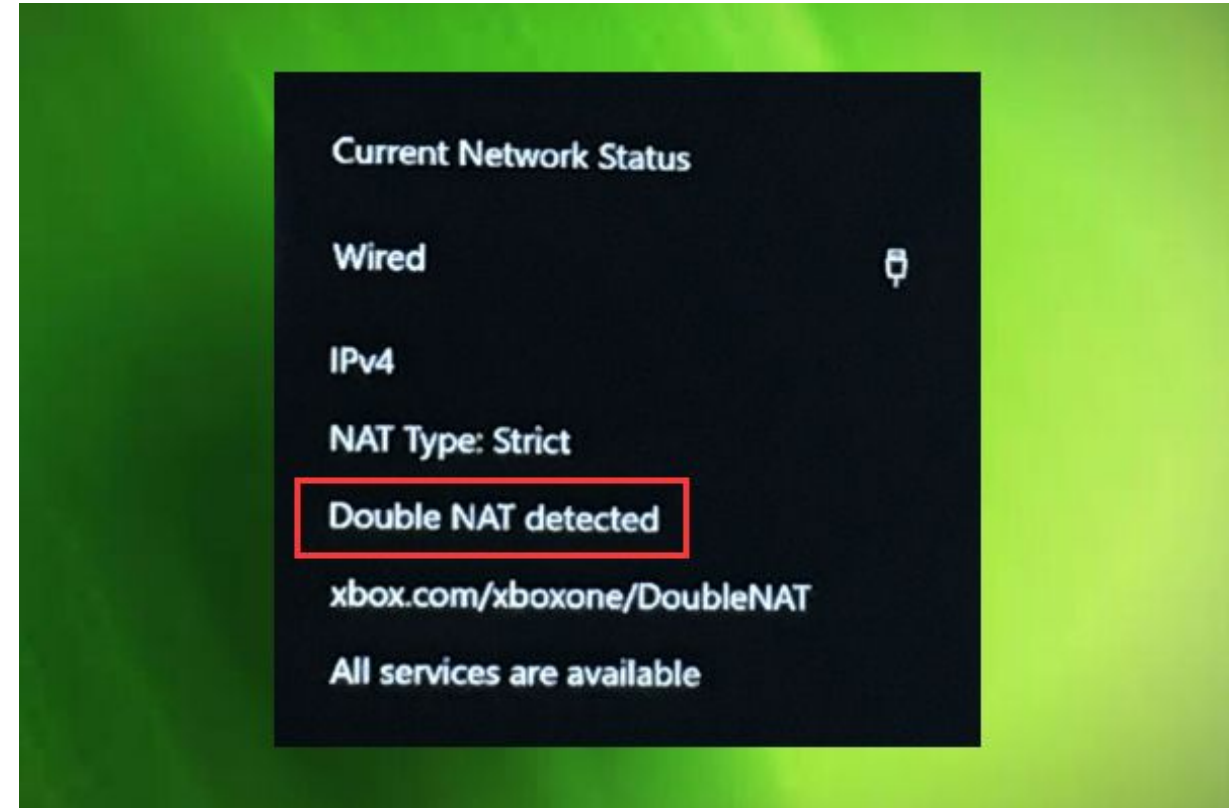 Current Network Status
Wired
IPv4
NAT Type: Strict
Double NAT detected
xbox.com/xboxone/DoubleNAT
All services are available